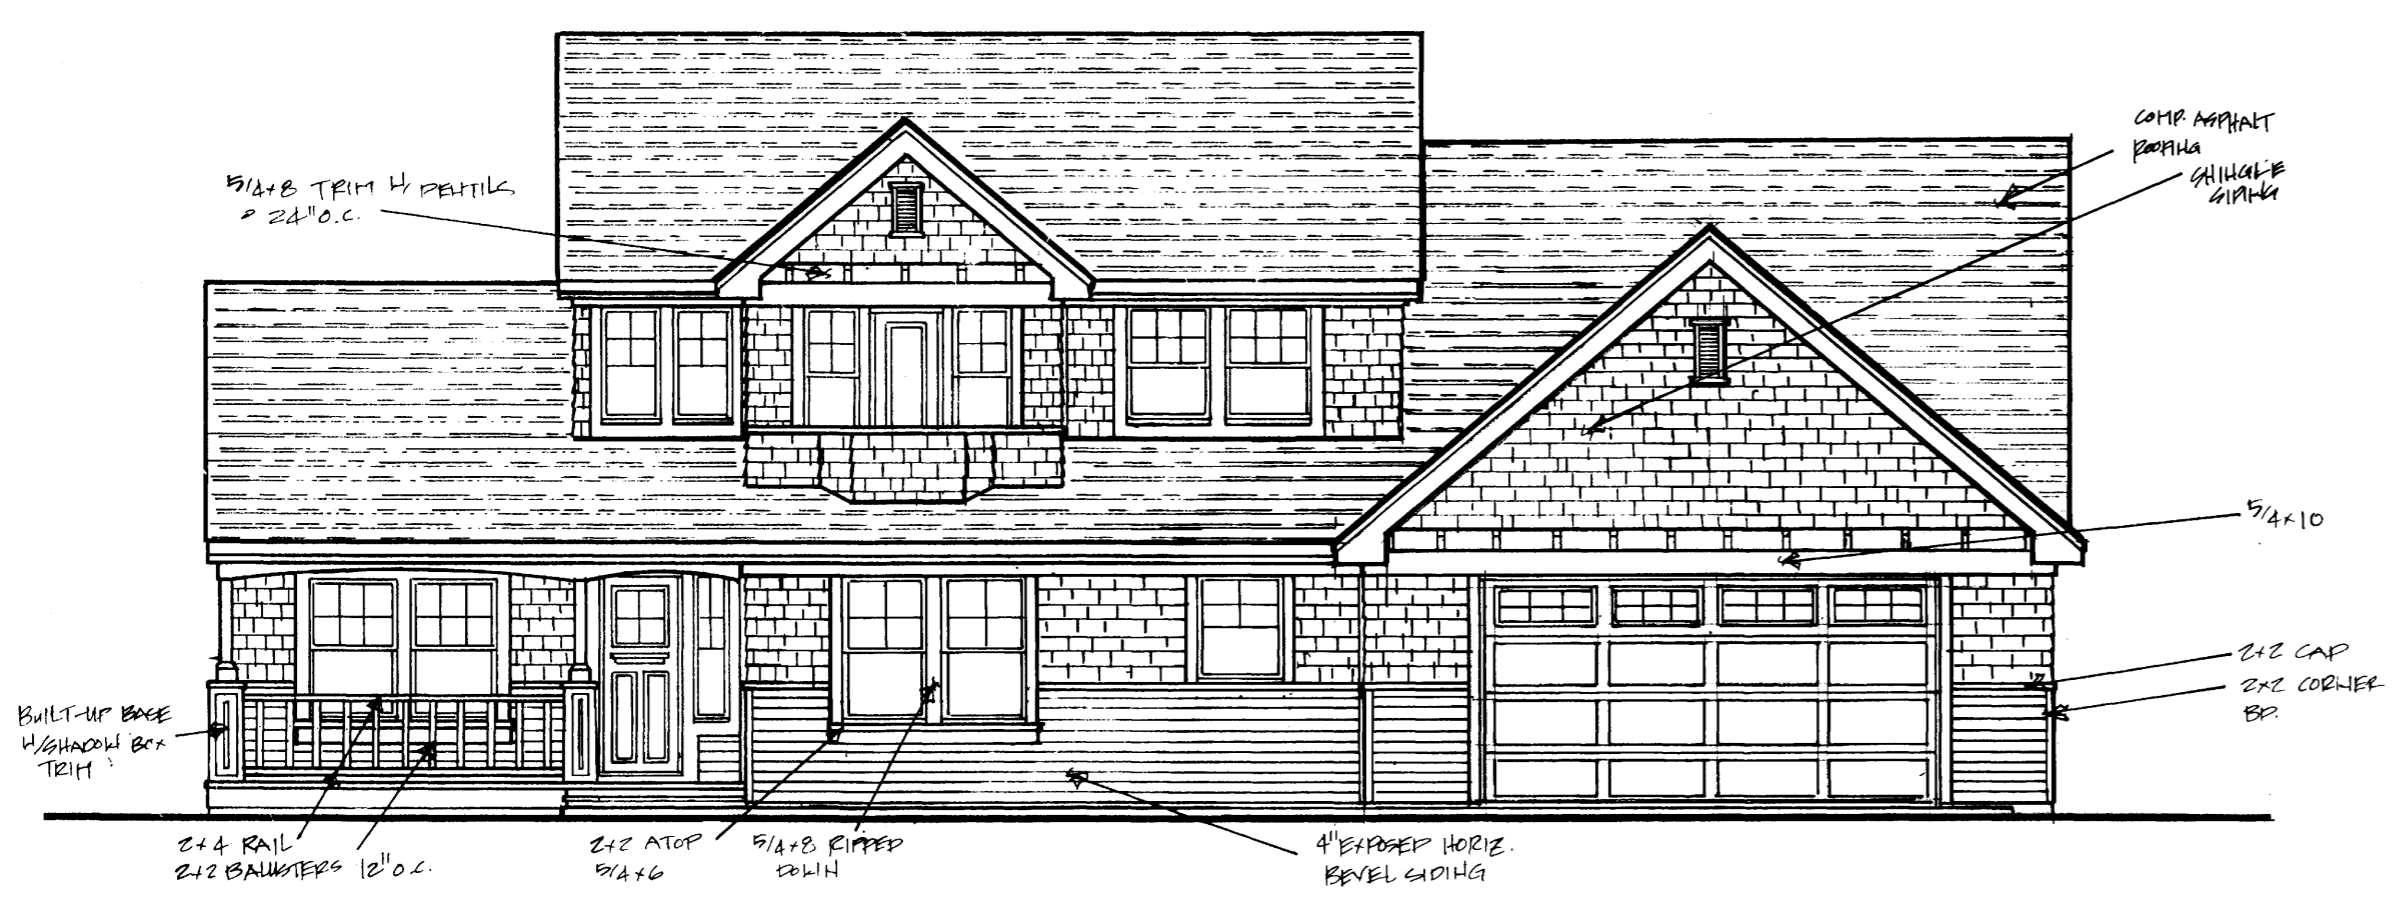 COMP. ASPHALT
ROOFING
SHINGLE
SIDING
5/4x8 TRIM W/ DENTILS
@ 24" O.C.
5/4x10
2x2 CAP
2x2 CORNER
BD.
BUILT-UP BASE
W/SHADOW BOX
TRIM
2x4 RAIL
2x2 BALUSTERS 12" O.C.
2x2 ATOP
5/4x6
5/4x8 RIPPED
DOWN
4" EXPOSED HORIZ.
BEVEL SIDING